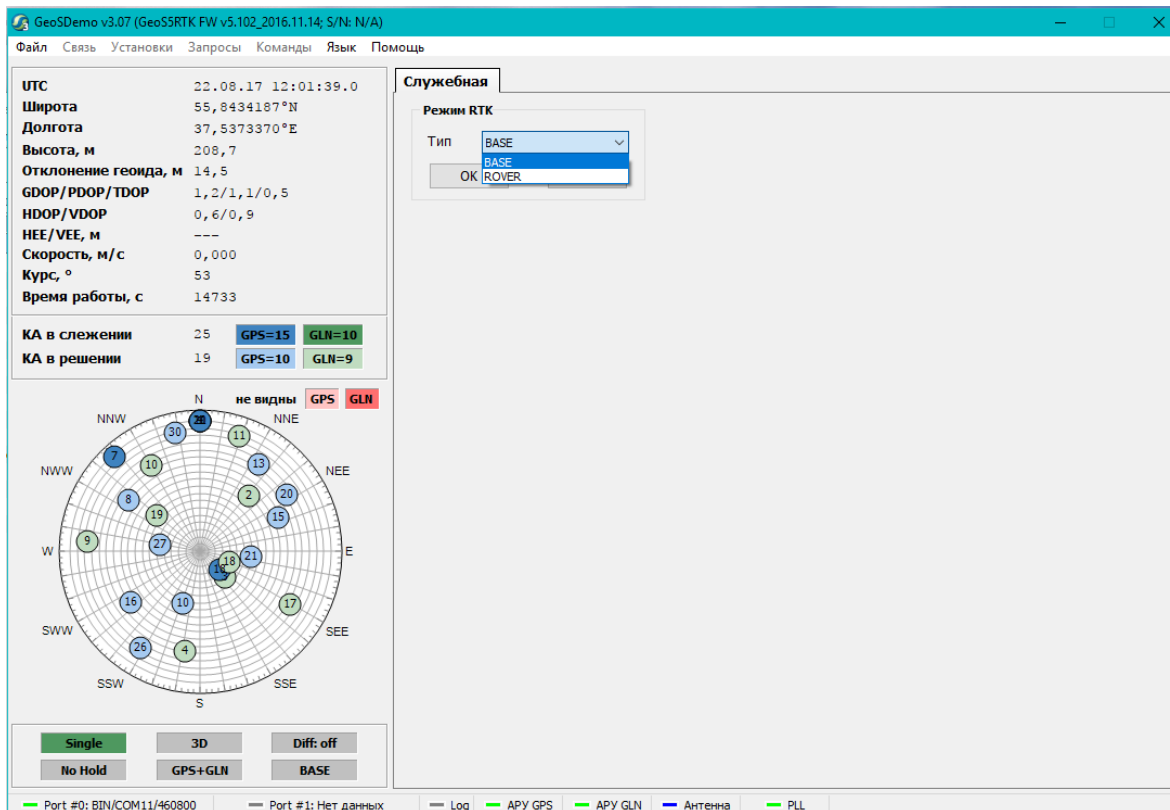 GeoSDemo v3.07 (GeoS5RTK FW v5.102_2016.11.14; S/N: N/A)
Файл Связь Установки Запросы Команды Язык Помощь
UTC 22.08.17 12:01:39.0
Широта 55,8434187°N
Долгота 37,5373370°E
Высота, м 208,7
Отклонение геоида, м 14,5
GDOP/PDOP/TDOP 1,2/1,1/0,5
HDOP/VDOP 0,6/0,9
HEE/VEE, м ---
Скорость, м/с 0,000
Курс, ° 53
Время работы, с 14733
КА в слежении 25 GPS=15 GLN=10
КА в решении 19 GPS=10 GLN=9
не видны GPS GLN
N
NNW NNE
30 11
7 10 13
NWW NEE
8 2 20
19 15
9 27
W E
18 21
16 10 17
SWW SEE
26 4
SSW SSE
S
Single 3D Diff: off
No Hold GPS+GLN BASE
Служебная
Режим RTK
Тип BASE
BASE
ROVER
OK
Port #0: BIN/COM11/460800 Port #1: Нет данных Log АРУ GPS АРУ GLN Антенна PLL